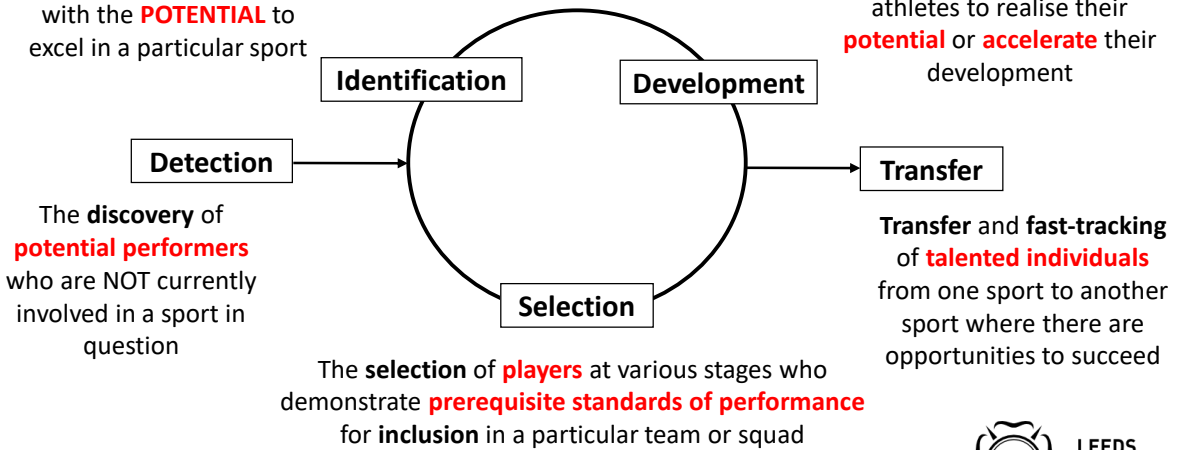 with the POTENTIAL to
excel in a particular sport
athletes to realise their
potential or accelerate their
development
Identification
Development
Detection
Transfer
The discovery of
potential performers
who are NOT currently
involved in a sport in
question
Transfer and fast-tracking
of talented individuals
from one sport to another
sport where there are
opportunities to succeed
Selection
The selection of players at various stages who
demonstrate prerequisite standards of performance
for inclusion in a particular team or squad
LEEDS